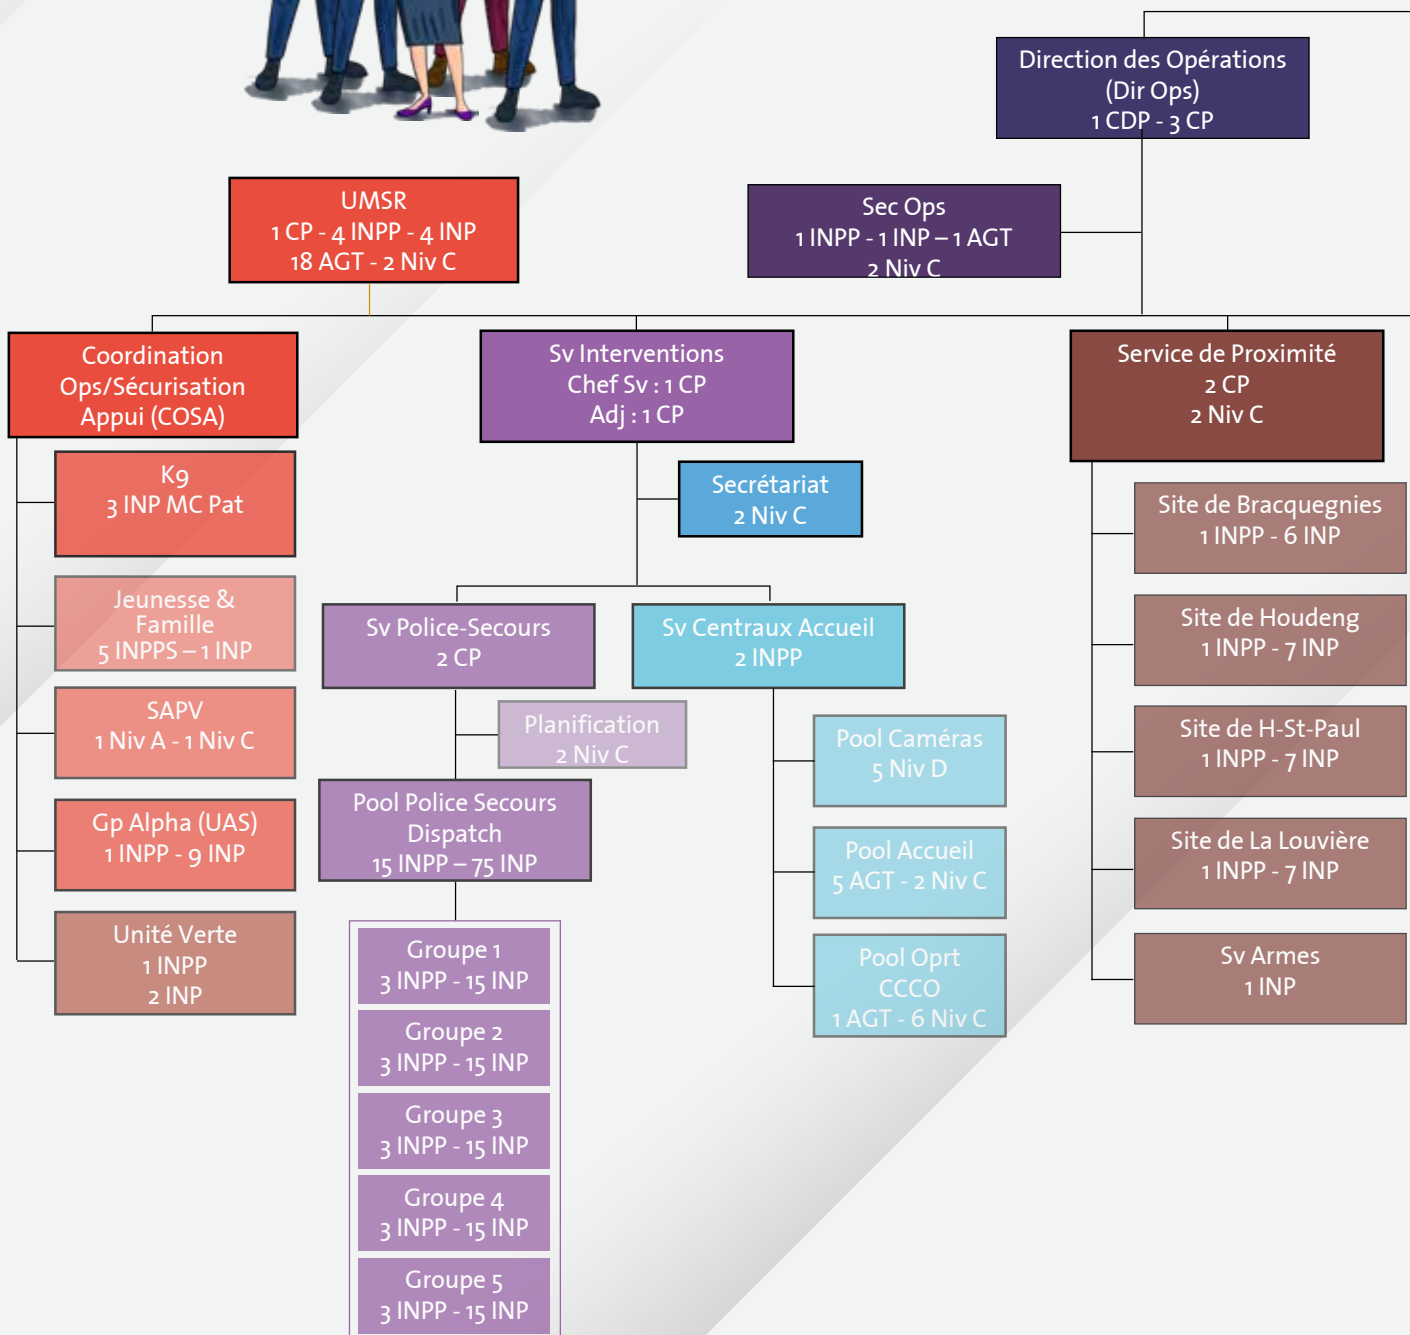 Direction des Opérations
(Dir Ops)
1 CDP - 3 CP
UMSR
1 CP - 4 INPP - 4 INP
18 AGT - 2 Niv C
Sec Ops
1 INPP - 1 INP – 1 AGT
2 Niv C
Coordination
Ops/Sécurisation
Appui (COSA)
K9
3 INP MC Pat
Jeunesse &
Famille
5 INPPS – 1 INP
SAPV
1 Niv A - 1 Niv C
Gp Alpha (UAS)
1 INPP - 9 INP
Unité Verte
1 INPP
2 INP
Sv Interventions
Chef Sv : 1 CP
Adj : 1 CP
Secrétariat
2 Niv C
Sv Police-Secours
2 CP
Planification
2 Niv C
Pool Police Secours
Dispatch
15 INPP – 75 INP
Groupe 1
3 INPP - 15 INP
Groupe 2
3 INPP - 15 INP
Groupe 3
3 INPP - 15 INP
Groupe 4
3 INPP - 15 INP
Groupe 5
3 INPP - 15 INP
Sv Centraux Accueil
2 INPP
Pool Caméras
5 Niv D
Pool Accueil
5 AGT - 2 Niv C
Pool Oprt
CCCO
1 AGT - 6 Niv C
Service de Proximité
2 CP
2 Niv C
Site de Bracquegnies
1 INPP - 6 INP
Site de Houdeng
1 INPP - 7 INP
Site de H-St-Paul
1 INPP - 7 INP
Site de La Louvière
1 INPP - 7 INP
Sv Armes
1 INP